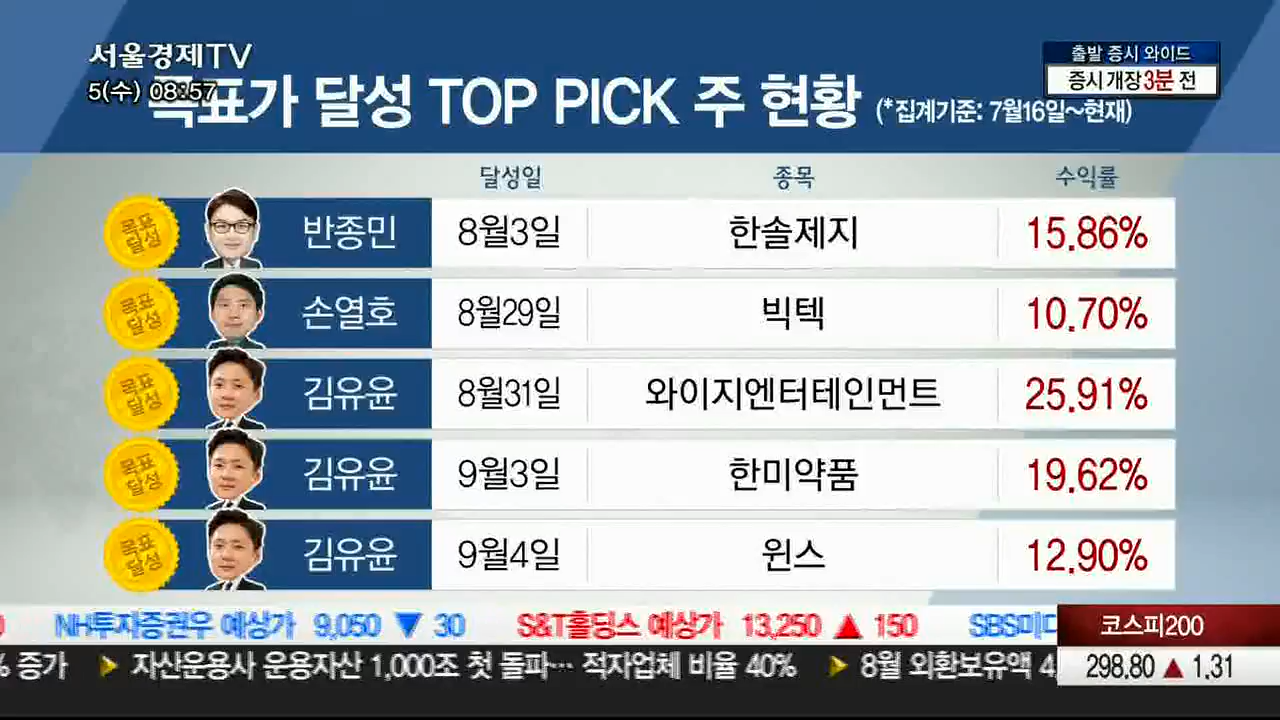 서울경제TV
5(수) 08:57
출발 증시 와이드
증시 개장 3분 전
목표가 달성 TOP PICK 주 현황 (*집계기준: 7월16일~현재)
달성일 종목 수익률
목표 달성 반종민 8월3일 한솔제지 15.86%
목표 달성 손열호 8월29일 빅텍 10.70%
목표 달성 김유윤 8월31일 와이지엔터테인먼트 25.91%
목표 달성 김유윤 9월3일 한미약품 19.62%
목표 달성 김유윤 9월4일 윈스 12.90%
0 NH투자증권우 예상가 9,050 ▼ 30 S&T홀딩스 예상가 13,250 ▲ 150 SBS미디
코스피200
% 증가 자산운용사 운용자산 1,000조 첫 돌파… 적자업체 비율 40% 8월 외환보유액 4
298.80 ▲ 1.31